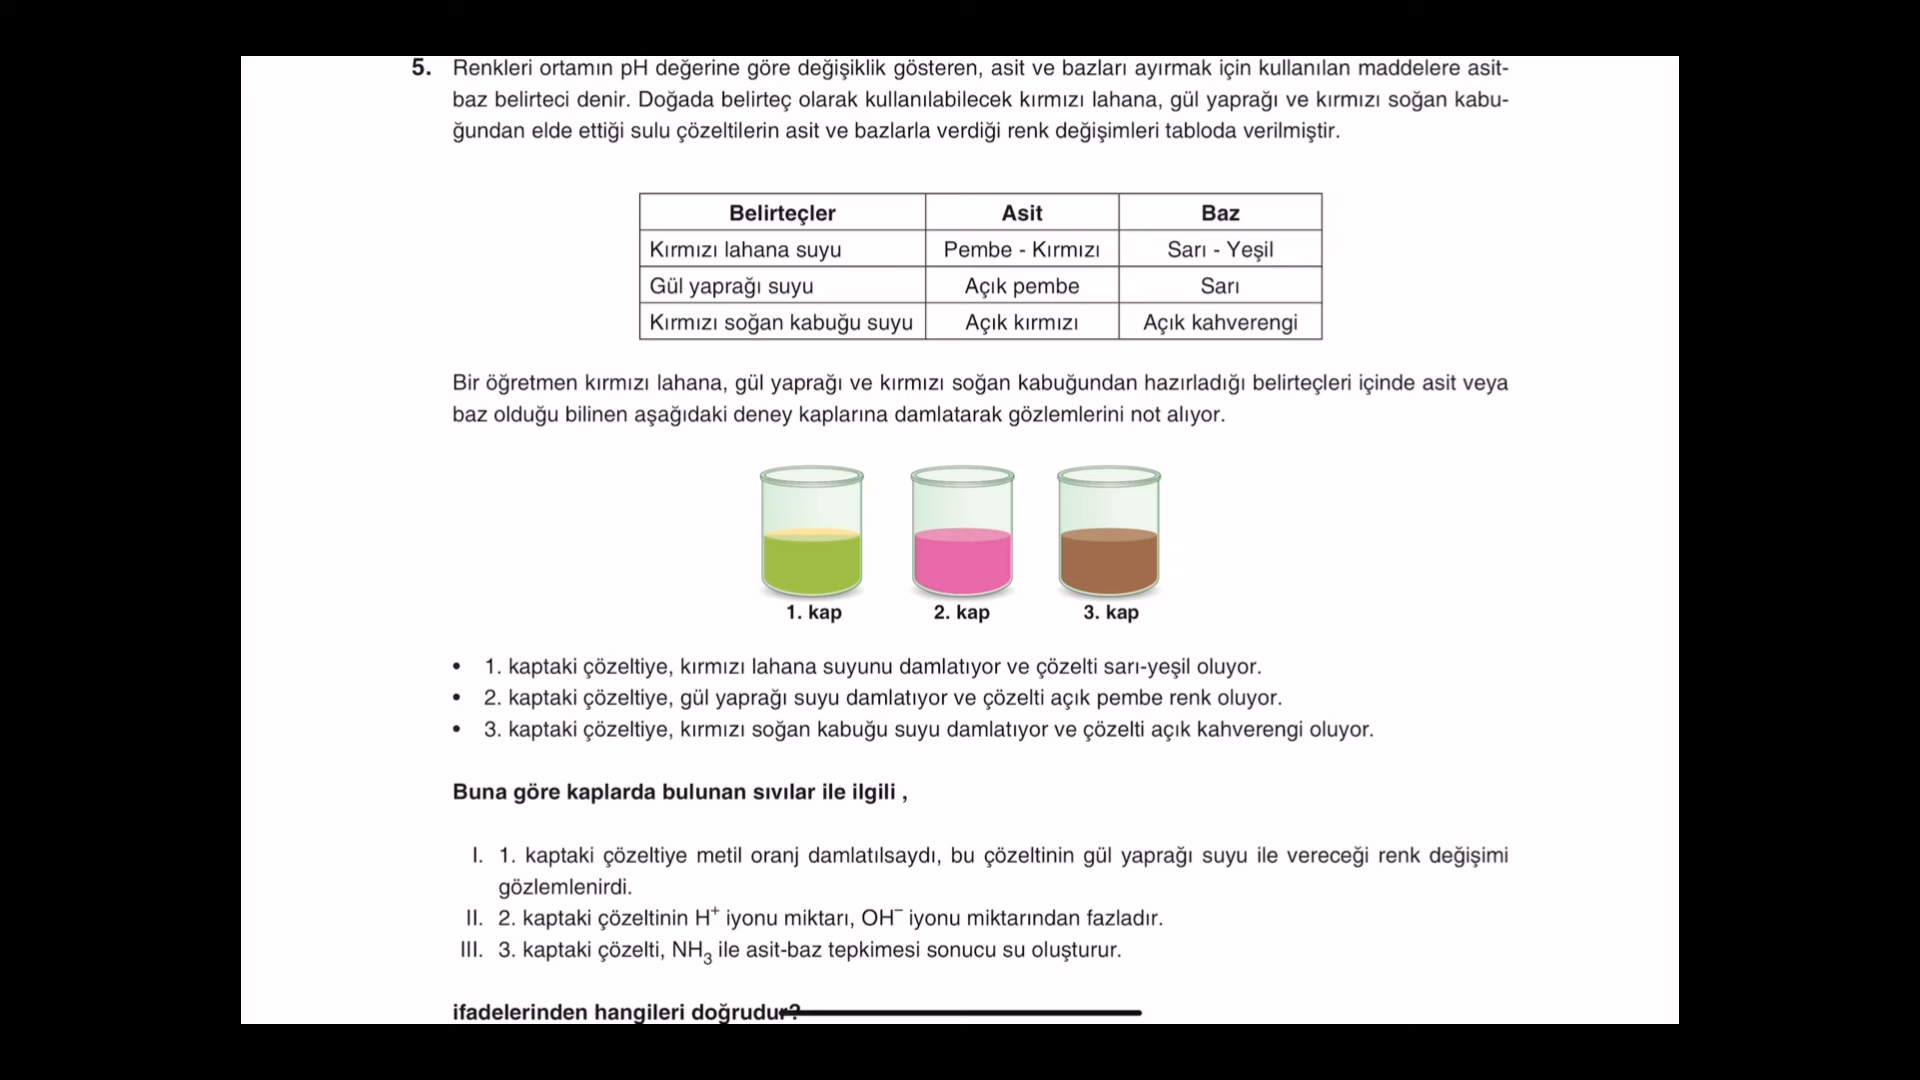 5. Renkleri ortamın pH değerine göre değişiklik gösteren, asit ve bazları ayırmak için kullanılan maddelere asit-
baz belirteci denir. Doğada belirteç olarak kullanılabilecek kırmızı lahana, gül yaprağı ve kırmızı soğan kabu-
ğundan elde ettiği sulu çözeltilerin asit ve bazlarla verdiği renk değişimleri tabloda verilmiştir.
Belirteçler Asit Baz
Kırmızı lahana suyu Pembe - Kırmızı Sarı - Yeşil
Gül yaprağı suyu Açık pembe Sarı
Kırmızı soğan kabuğu suyu Açık kırmızı Açık kahverengi
Bir öğretmen kırmızı lahana, gül yaprağı ve kırmızı soğan kabuğundan hazırladığı belirteçleri içinde asit veya
baz olduğu bilinen aşağıdaki deney kaplarına damlatarak gözlemlerini not alıyor.
1. kap 2. kap 3. kap
• 1. kaptaki çözeltiye, kırmızı lahana suyunu damlatıyor ve çözelti sarı-yeşil oluyor.
• 2. kaptaki çözeltiye, gül yaprağı suyu damlatıyor ve çözelti açık pembe renk oluyor.
• 3. kaptaki çözeltiye, kırmızı soğan kabuğu suyu damlatıyor ve çözelti açık kahverengi oluyor.
Buna göre kaplarda bulunan sıvılar ile ilgili ,
I. 1. kaptaki çözeltiye metil oranj damlatılsaydı, bu çözeltinin gül yaprağı suyu ile vereceği renk değişimi
gözlemlenirdi.
II. 2. kaptaki çözeltinin H⁺ iyonu miktarı, OH⁻ iyonu miktarından fazladır.
III. 3. kaptaki çözelti, NH₃ ile asit-baz tepkimesi sonucu su oluşturur.
ifadelerinden hangileri doğrudur?